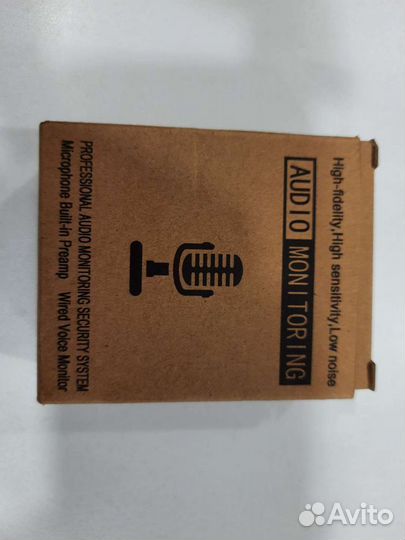 High-fidelity,High sensitivity,Low noise
AUDIO MONITORING
PROFESSIONAL AUDIO MONITORING SECURITY SYSTEM
Microphone Built-in Preamp Wired Voice Monitor
Avito